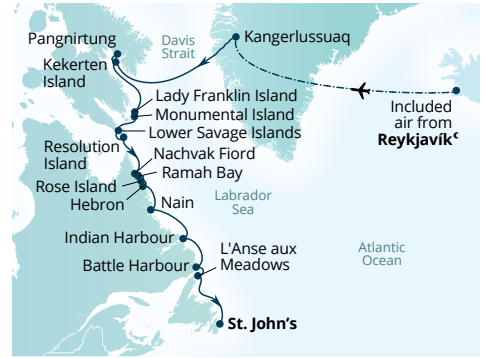 Pangnirtung
Davis
Strait
Kangerlussuaq
Kekerten
Island
Lady Franklin Island
Monumental Island
Lower Savage Islands
Included
air from
Reykjavík꜀
Resolution
Island
Nachvak Fiord
Ramah Bay
Rose Island
Hebron
Nain
Labrador
Sea
Indian Harbour
L'Anse aux
Meadows
Battle Harbour
Atlantic
Ocean
St. John's